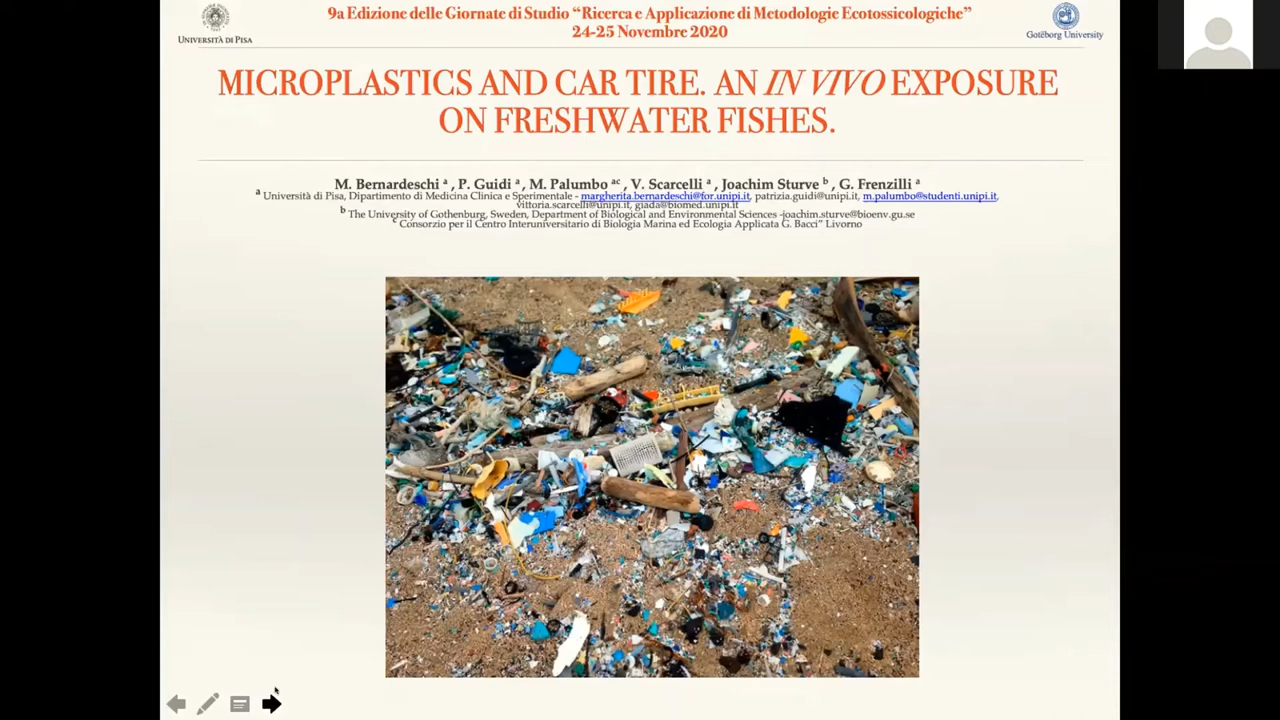 9a Edizione delle Giornate di Studio “Ricerca e Applicazione di Metodologie Ecotossicologiche”
24-25 Novembre 2020
UNIVERSITÀ DI PISA
Goteborg University
MICROPLASTICS AND CAR TIRE. AN IN VIVO EXPOSURE
ON FRESHWATER FISHES.
M. Bernardeschi a , P. Guidi a , M. Palumbo ac , V. Scarcelli a , Joachim Sturve b , G. Frenzilli a
a Università di Pisa, Dipartimento di Medicina Clinica e Sperimentale - margherita.bernardeschi@for.unipi.it, patrizia.guidi@unipi.it, m.palumbo@studenti.unipi.it,
vittoria.scarcelli@unipi.it, giada@biomed.unipi.it
b The University of Gothenburg, Sweden, Department of Biological and Environmental Sciences -joachim.sturve@bioenv.gu.se
c Consorzio per il Centro Interuniversitario di Biologia Marina ed Ecologia Applicata G. Bacci” Livorno